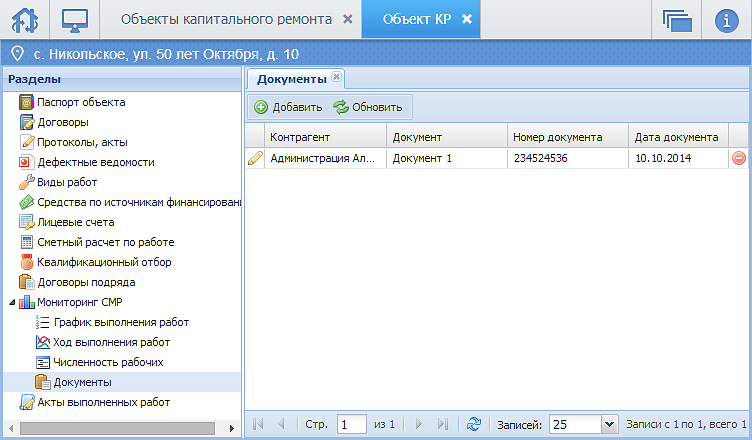 Объекты капитального ремонта
Объект КР
с. Никольское, ул. 50 лет Октября, д. 10
Разделы
Паспорт объекта
Договоры
Протоколы, акты
Дефектные ведомости
Виды работ
Средства по источникам финансирован
Лицевые счета
Сметный расчет по работе
Квалификационный отбор
Договоры подряда
Мониторинг СМР
График выполнения работ
Ход выполнения работ
Численность рабочих
Документы
Акты выполненных работ
Документы
Добавить Обновить
Контрагент Документ Номер документа Дата документа
Администрация Ал... Документ 1 234524536 10.10.2014
Стр. 1 из 1 Записей: 25 Записи с 1 по 1, всего 1